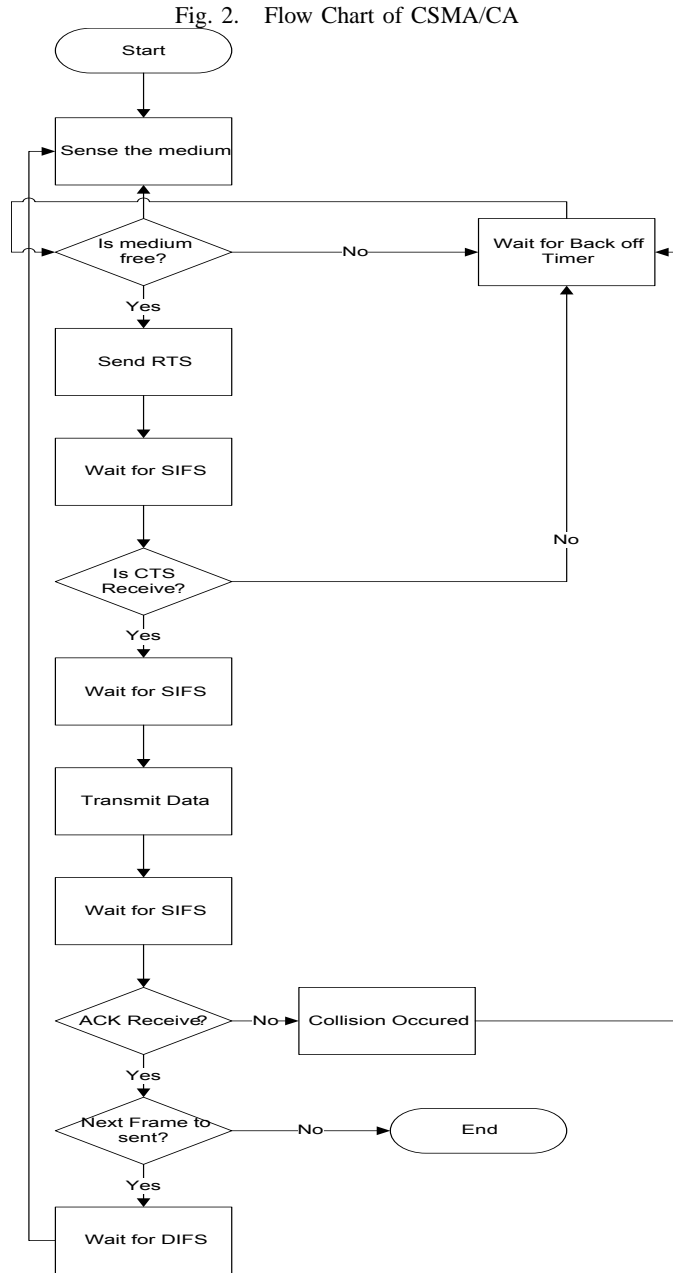 Fig. 2. Flow Chart of CSMA/CA
Start
Sense the medium
Is medium
free?
No
Wait for Back off
Timer
Yes
Send RTS
Wait for SIFS
No
Is CTS
Receive?
Yes
Wait for SIFS
Transmit Data
Wait for SIFS
ACK Receive?
No
Collision Occured
Yes
Next Frame to
sent?
No
End
Yes
Wait for DIFS